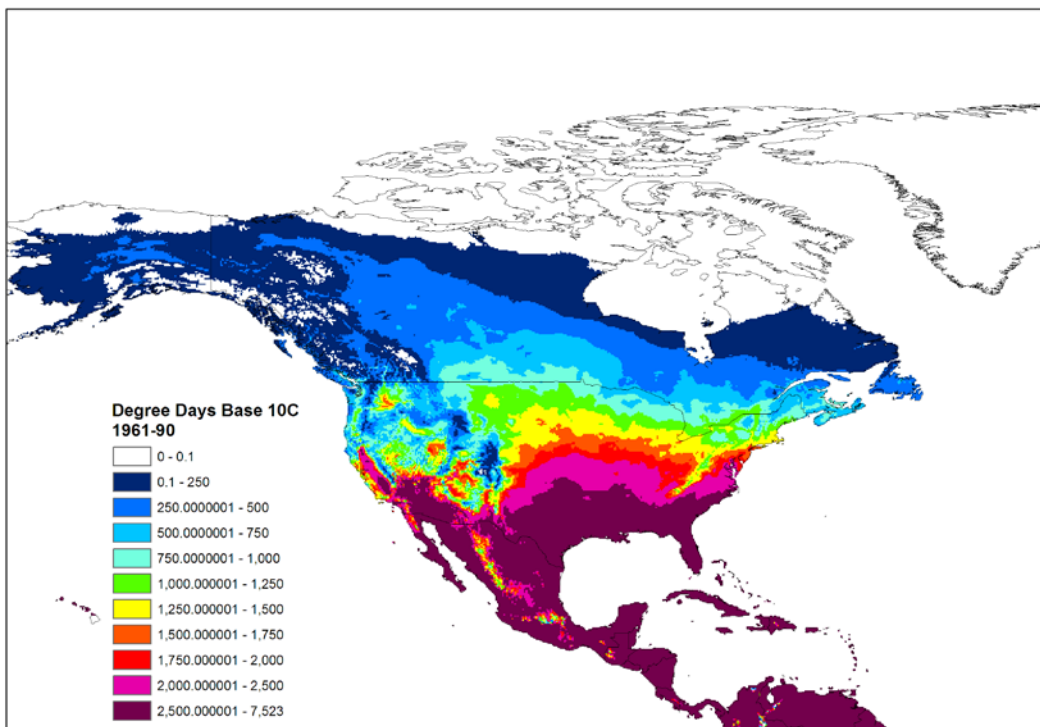 Degree Days Base 10C
1961-90
0 - 0.1
0.1 - 250
250.0000001 - 500
500.0000001 - 750
750.0000001 - 1,000
1,000.000001 - 1,250
1,250.000001 - 1,500
1,500.000001 - 1,750
1,750.000001 - 2,000
2,000.000001 - 2,500
2,500.000001 - 7,523